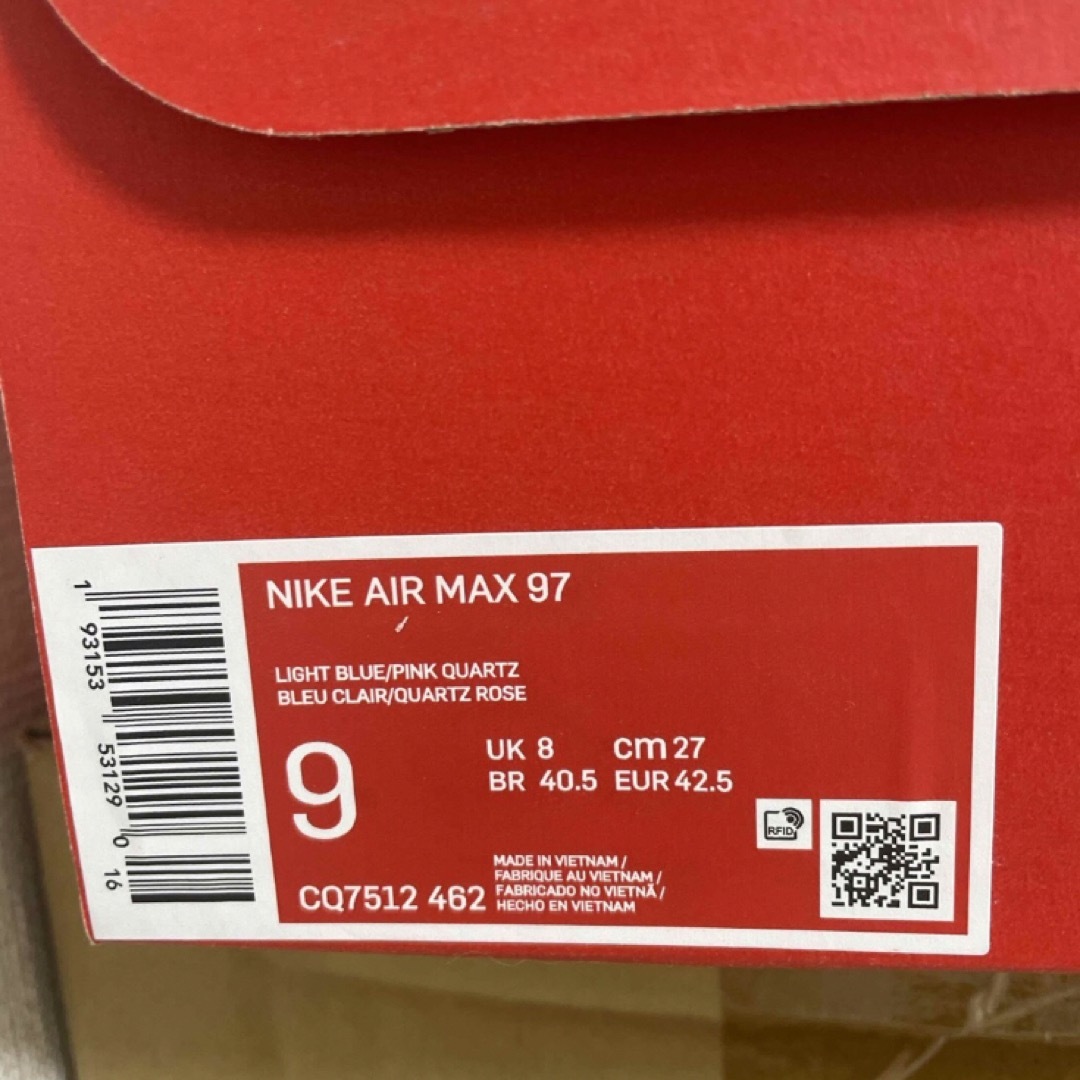 NIKE AIR MAX 97
LIGHT BLUE/PINK QUARTZ
BLEU CLAIR/QUARTZ ROSE
9
UK 8 cm 27
BR 40.5 EUR 42.5
RFID
CQ7512 462
MADE IN VIETNAM /
FABRIQUE AU VIETNAM /
FABRICADO NO VIETNÃ /
HECHO EN VIETNAM
1 93153 53129 0 16